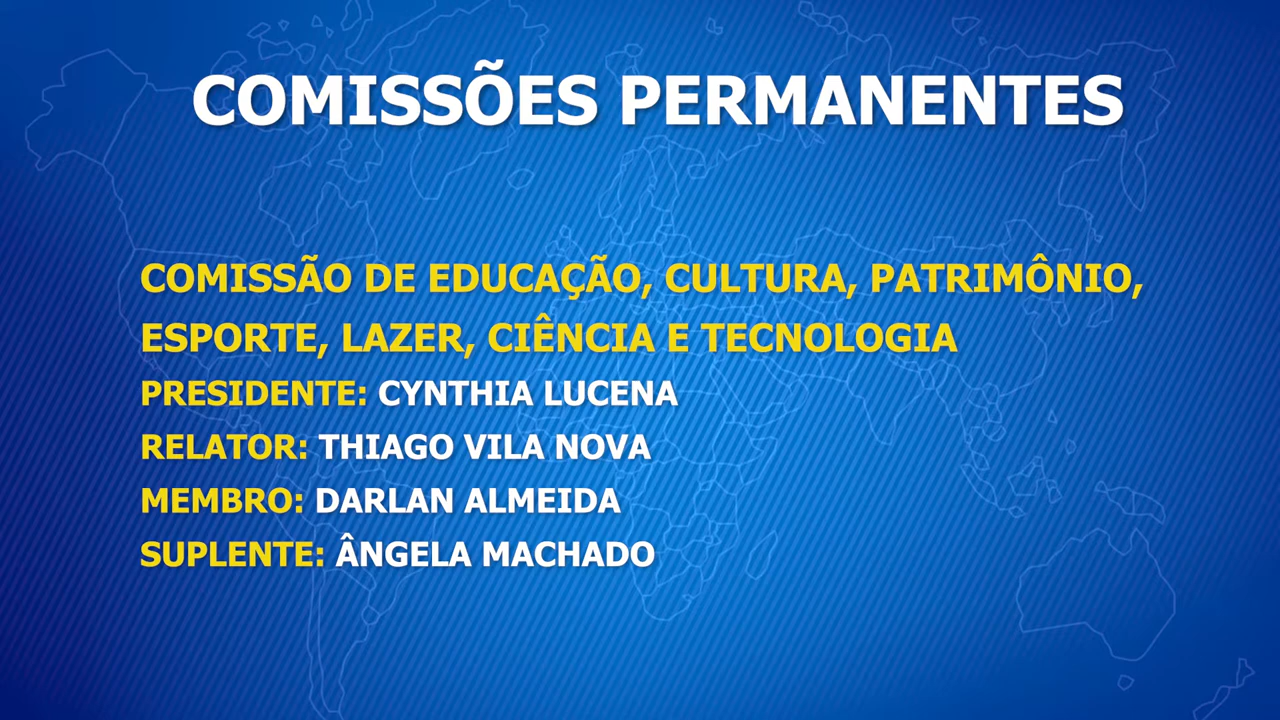 COMISSÕES PERMANENTES
COMISSÃO DE EDUCAÇÃO, CULTURA, PATRIMÔNIO,
ESPORTE, LAZER, CIÊNCIA E TECNOLOGIA
PRESIDENTE: CYNTHIA LUCENA
RELATOR: THIAGO VILA NOVA
MEMBRO: DARLAN ALMEIDA
SUPLENTE: ÂNGELA MACHADO